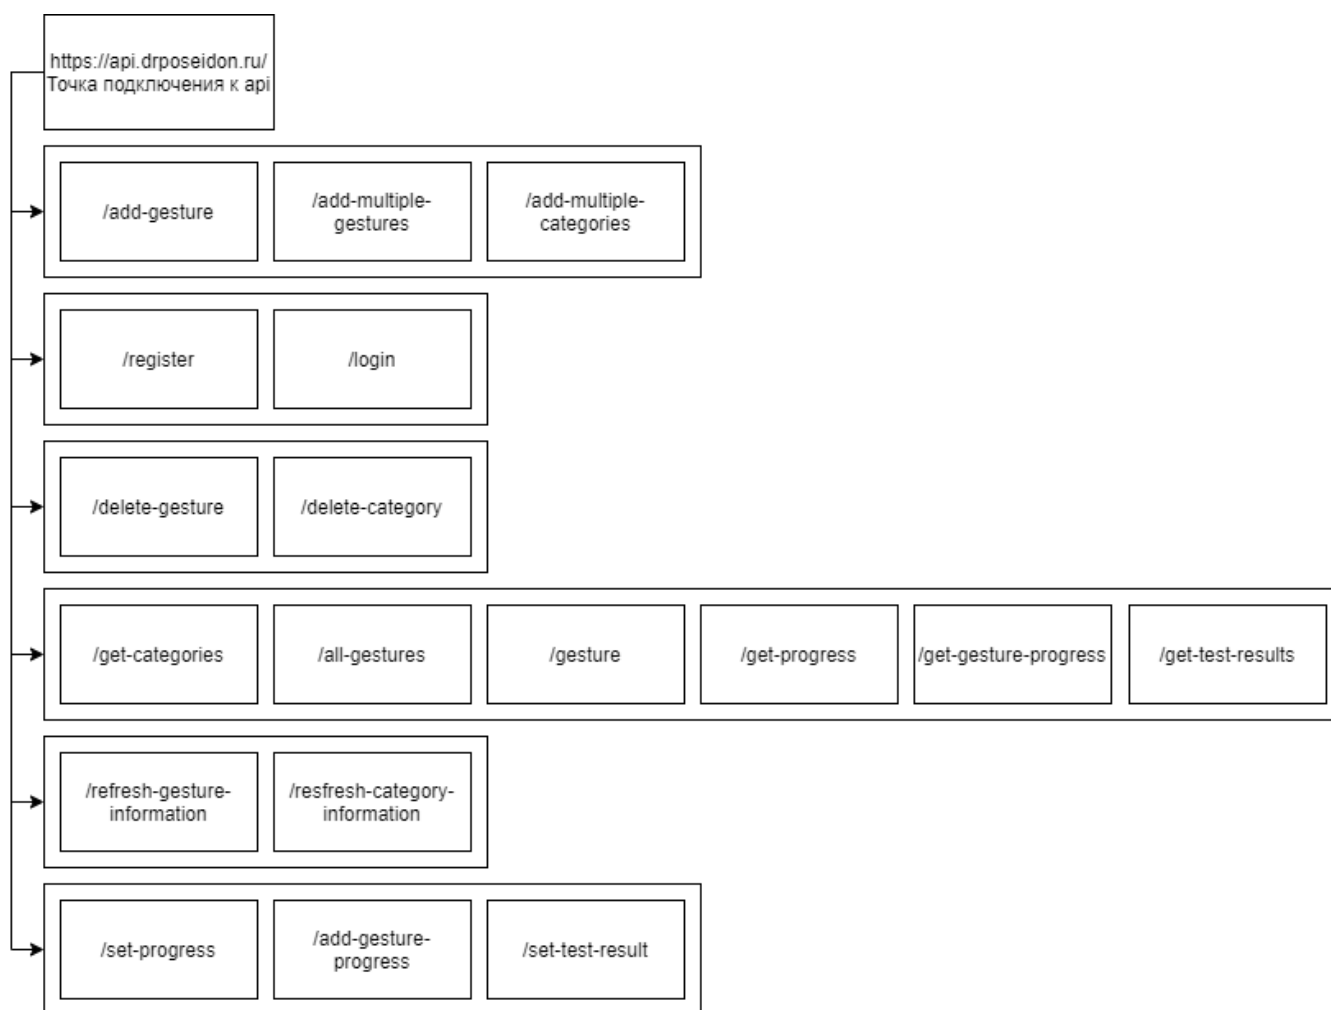 https://api.drposeidon.ru/
Точка подключения к api
/add-gesture
/add-multiple-
gestures
/add-multiple-
categories
/register
/login
/delete-gesture
/delete-category
/get-categories
/all-gestures
/gesture
/get-progress
/get-gesture-progress
/get-test-results
/refresh-gesture-
information
/resfresh-category-
information
/set-progress
/add-gesture-
progress
/set-test-result